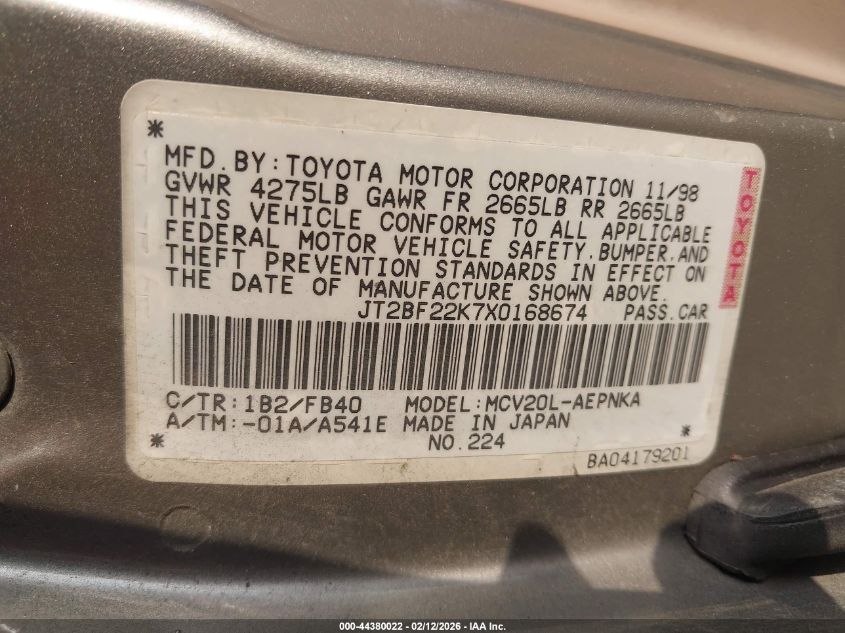 MFD. BY: TOYOTA MOTOR CORPORATION 11/98
GVWR 4275LB GAWR FR 2665LB RR 2665LB
THIS VEHICLE CONFORMS TO ALL APPLICABLE
FEDERAL MOTOR VEHICLE SAFETY, BUMPER, AND
THEFT PREVENTION STANDARDS IN EFFECT ON
THE DATE OF MANUFACTURE SHOWN ABOVE.
JT2BF22K7X0168674 PASS. CAR
C/TR: 1B2/FB40 MODEL: MCV20L-AEPNKA
A/TM: -01A/A541E MADE IN JAPAN
NO. 224
BA04179201
TOYOTA
000-44380022 - 02/12/2026 - IAA Inc.